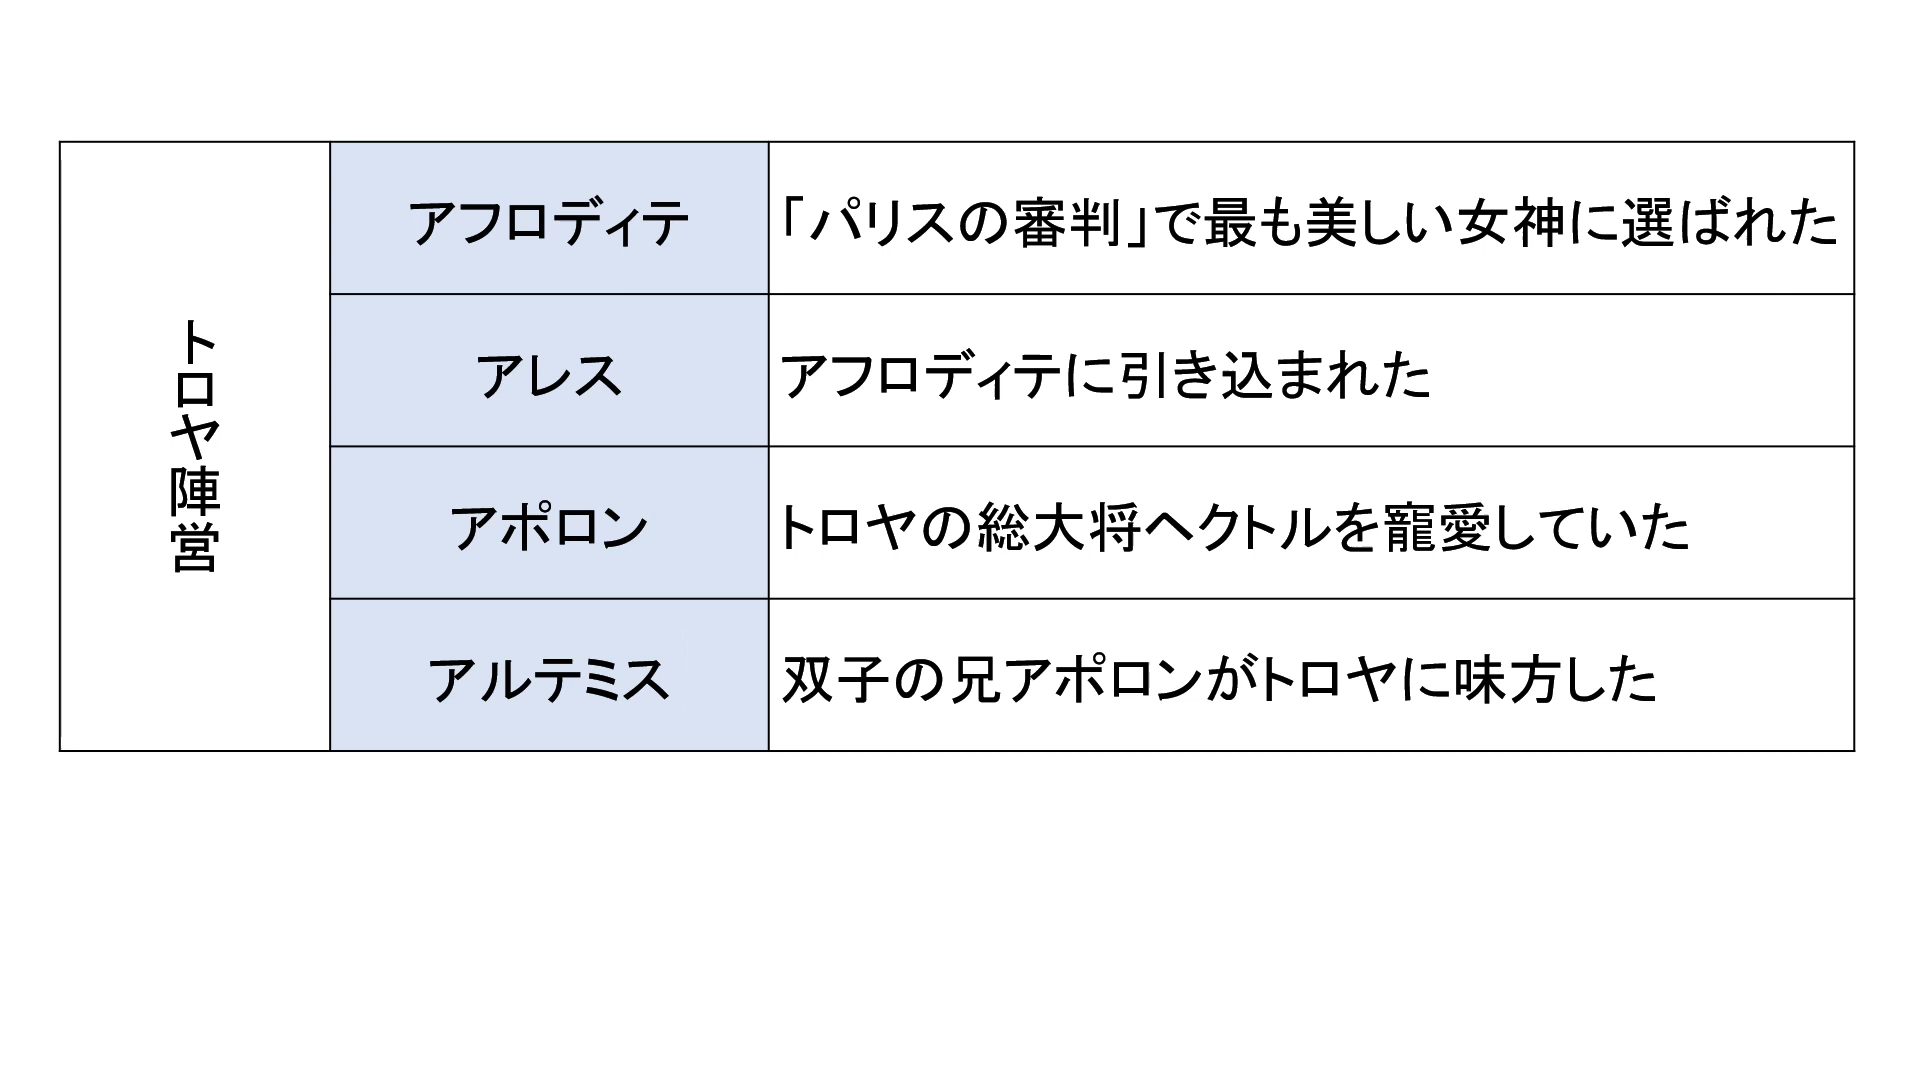 トロヤ陣営
アフロディテ
「パリスの審判」で最も美しい女神に選ばれた
アレス
アフロディテに引き込まれた
アポロン
トロヤの総大将ヘクトルを寵愛していた
アルテミス
双子の兄アポロンがトロヤに味方した